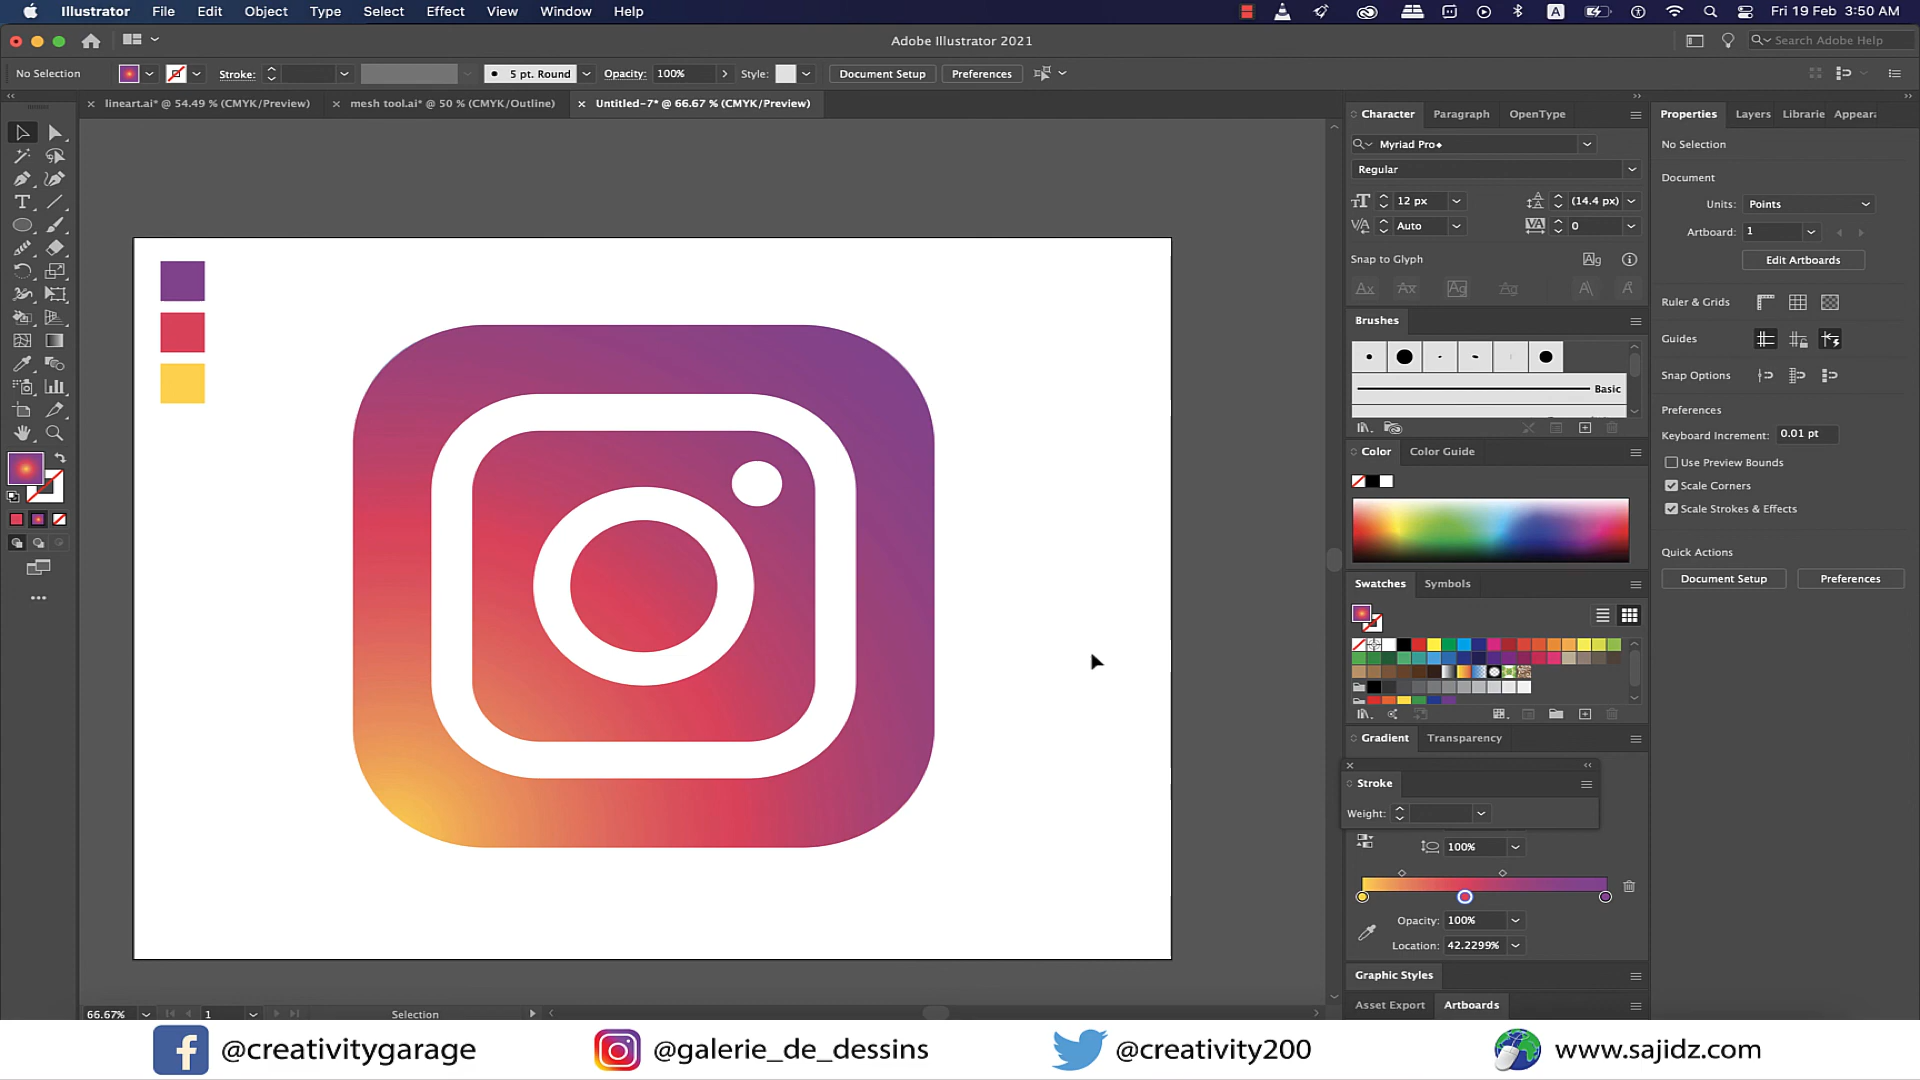 Illustrator File Edit Object Type Select Effect View Window Help
A Fri 19 Feb 3:50 AM
Adobe Illustrator 2021
Search Adobe Help
No Selection Stroke: 5 pt. Round Opacity: 100% Style: Document Setup Preferences
lineart.ai* @ 54.49 % (CMYK/Preview)
mesh tool.ai* @ 50 % (CMYK/Outline)
Untitled-7* @ 66.67 % (CMYK/Preview)
Character Paragraph OpenType
Myriad Pro
Regular
12 px (14.4 px)
Auto 0
Snap to Glyph
Brushes
Basic
Color Color Guide
Swatches Symbols
Gradient Transparency
Stroke
Weight:
100%
Opacity: 100%
Location: 42.2299%
Graphic Styles
Asset Export Artboards
Properties Layers Librarie Appear
No Selection
Document
Units: Points
Artboard: 1
Edit Artboards
Ruler & Grids
Guides
Snap Options
Preferences
Keyboard Increment: 0.01 pt
Use Preview Bounds
Scale Corners
Scale Strokes & Effects
Quick Actions
Document Setup Preferences
66.67% 1 Selection
@creativitygarage
@galerie_de_dessins
@creativity200
www.sajidz.com